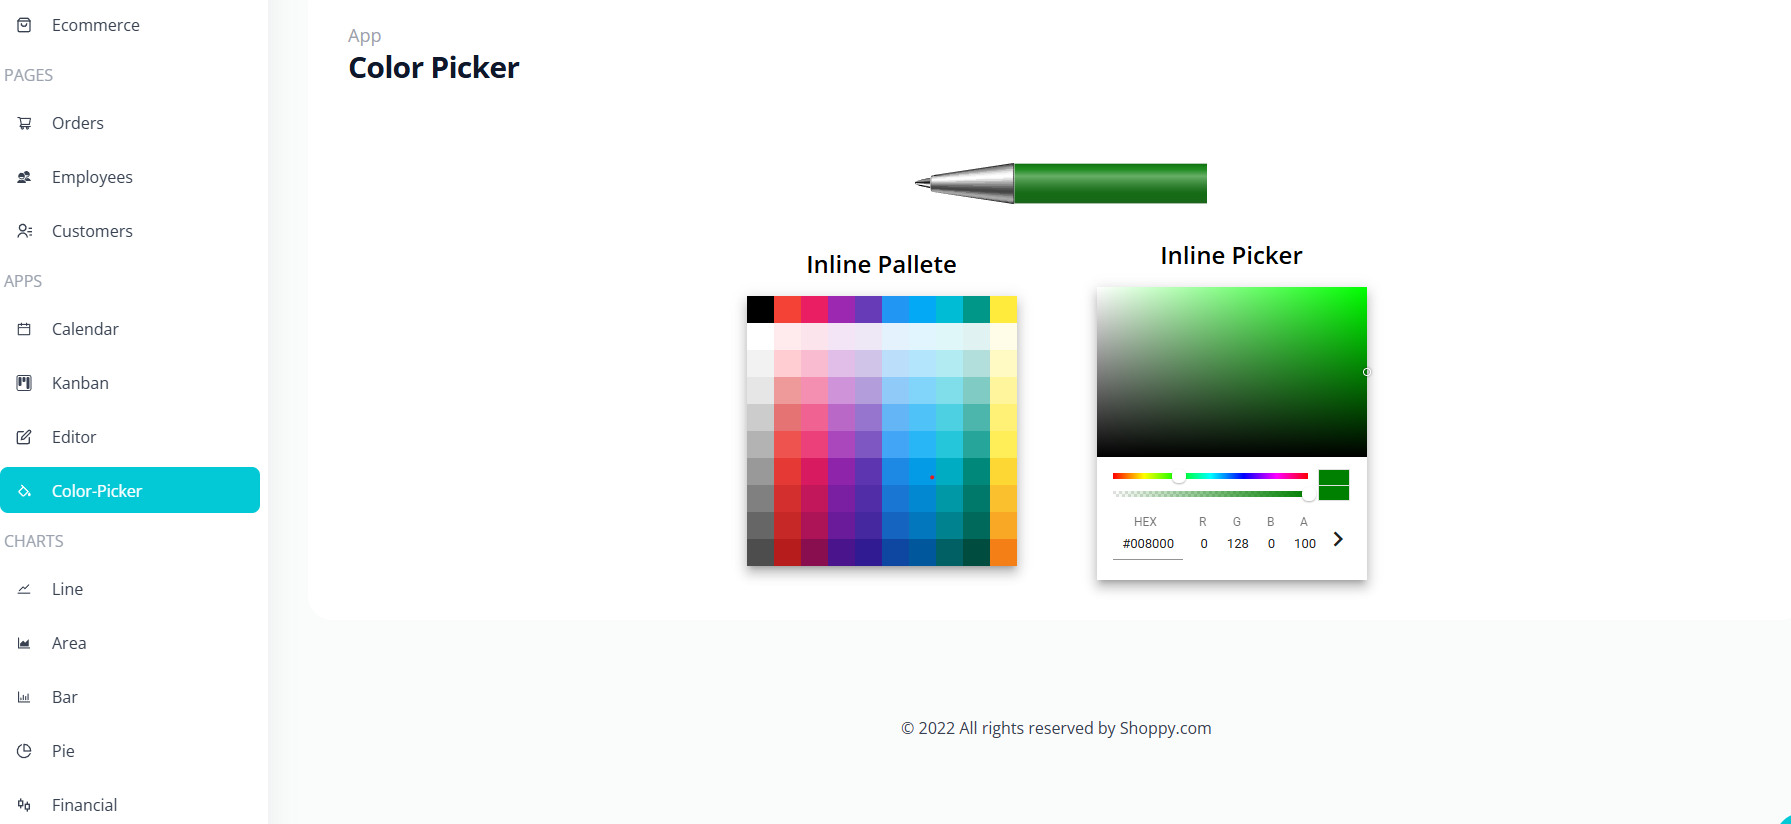 Ecommerce
PAGES
Orders
Employees
Customers
APPS
Calendar
Kanban
Editor
Color-Picker
CHARTS
Line
Area
Bar
Pie
Financial
App
Color Picker
Inline Pallete
Inline Picker
HEX R G B A
#008000 0 128 0 100
© 2022 All rights reserved by Shoppy.com